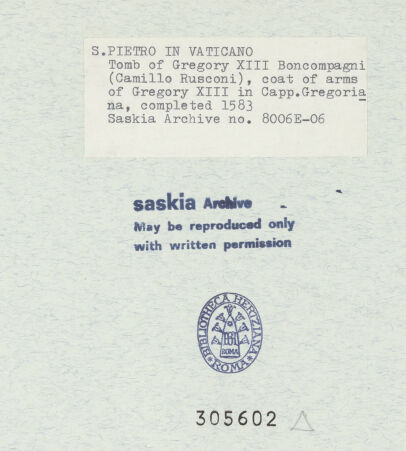 S.PIETRO IN VATICANO
Tomb of Gregory XIII Boncompagni
(Camillo Rusconi), coat of arms
of Gregory XIII in Capp.Gregoria
na, completed 1583
Saskia Archive no. 8006E-06
saskia Archive
May be reproduced only
with written permission
BIBLIOTHECA HERTZIANA
ROMA
ROMA
305602